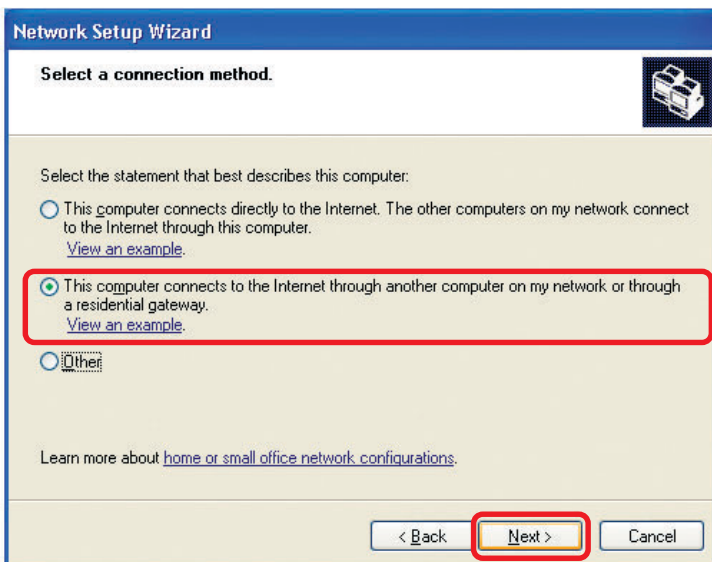 Network Setup Wizard
Select a connection method.
Select the statement that best describes this computer:
This computer connects directly to the Internet. The other computers on my network connect
to the Internet through this computer.
View an example.
This computer connects to the Internet through another computer on my network or through
a residential gateway.
View an example.
Other
Learn more about home or small office network configurations.
< Back
Next >
Cancel